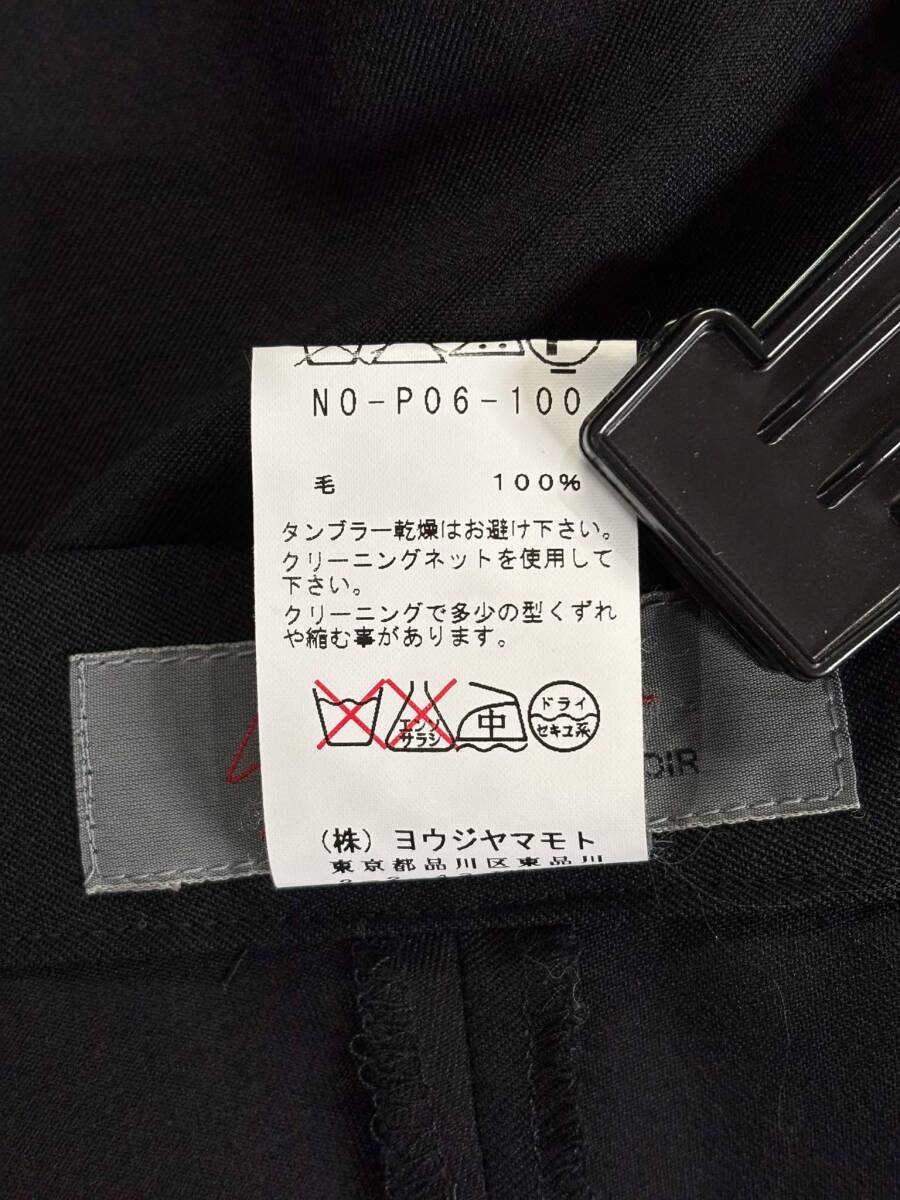 NO-P06-100
毛 100%
タンブラー乾燥はお避け下さい。
クリーニングネットを使用して
下さい。
クリーニングで多少の型くずれ
や縮む事があります。
エンソ
サラシ
中
ドライ
セキユ系
OIR
(株) ヨウジヤマモト
東京都品川区東品川